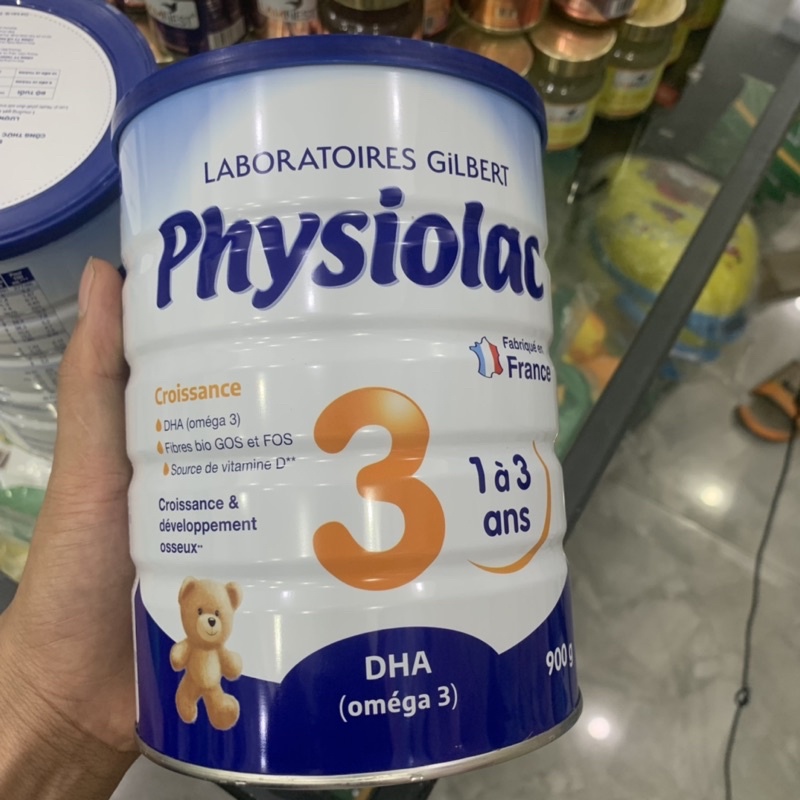 LABORATOIRES GiLBERT
Physiolac
Fabriqué en
France
Croissance
DHA (oméga 3)
Fibres bio GOS et FOS
Source de vitamine D**
Croissance &
développement
osseux**
3
1 à 3
ans
DHA
(oméga 3)
900 g